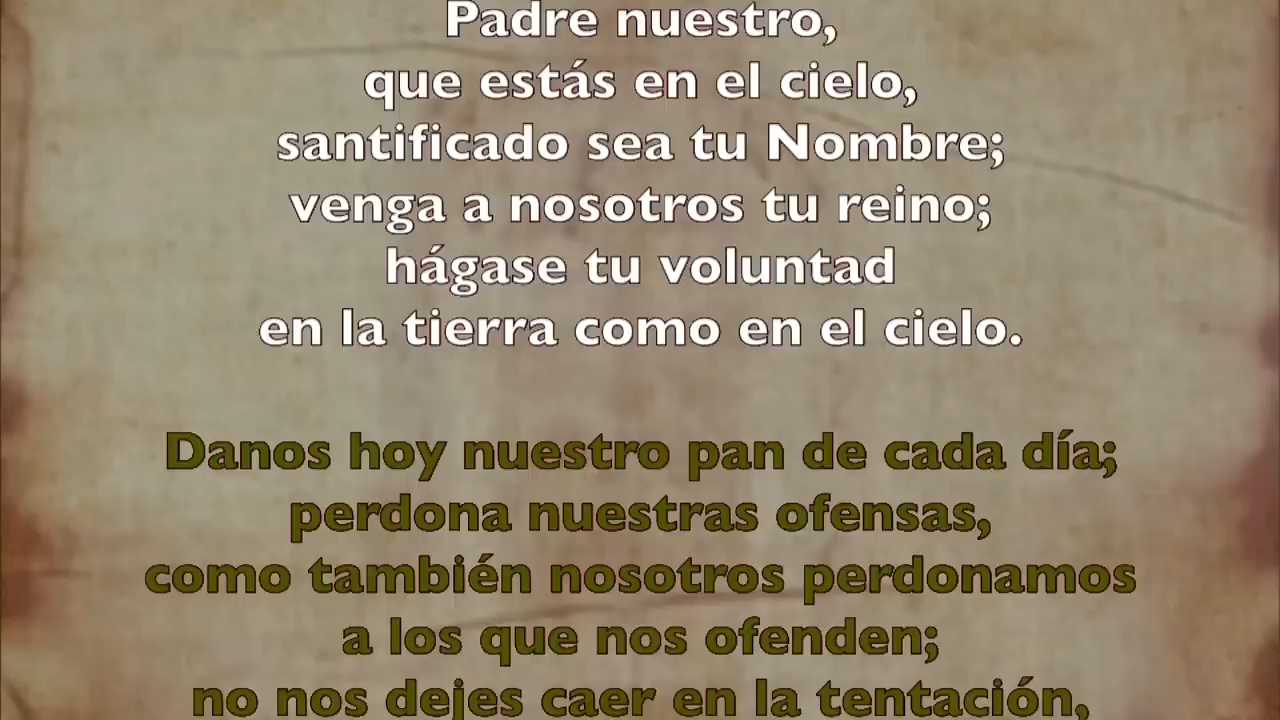 Padre nuestro,
que estás en el cielo,
santificado sea tu Nombre;
venga a nosotros tu reino;
hágase tu voluntad
en la tierra como en el cielo.
Danos hoy nuestro pan de cada día;
perdona nuestras ofensas,
como también nosotros perdonamos
a los que nos ofenden;
no nos dejes caer en la tentación,